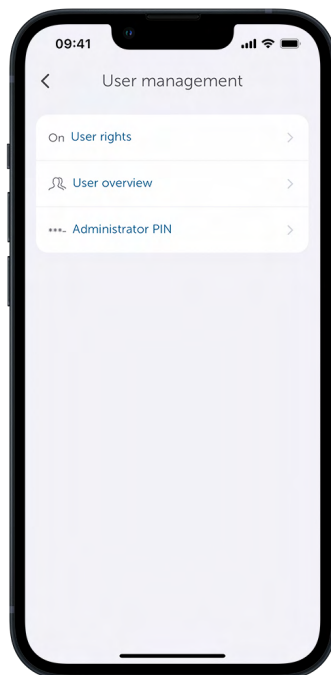 09:41
User management
On User rights
User overview
***_ Administrator PIN